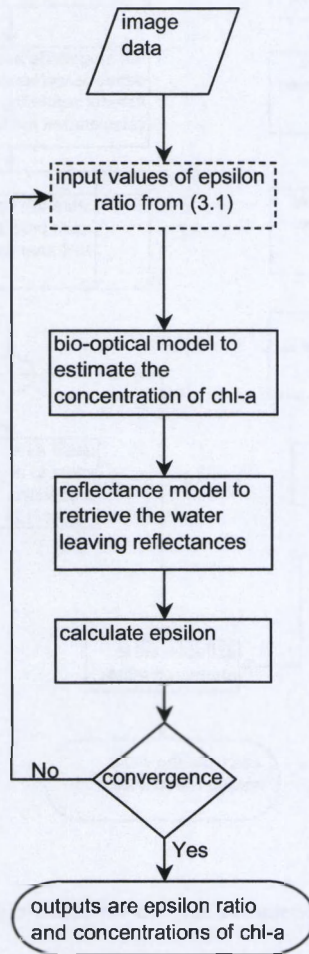 image
data
input values of epsilon
ratio from (3.1)
bio-optical model to
estimate the
concentration of chl-a
reflectance model to
retrieve the water
leaving reflectances
calculate epsilon
convergence
No
Yes
outputs are epsilon ratio
and concentrations of chl-a